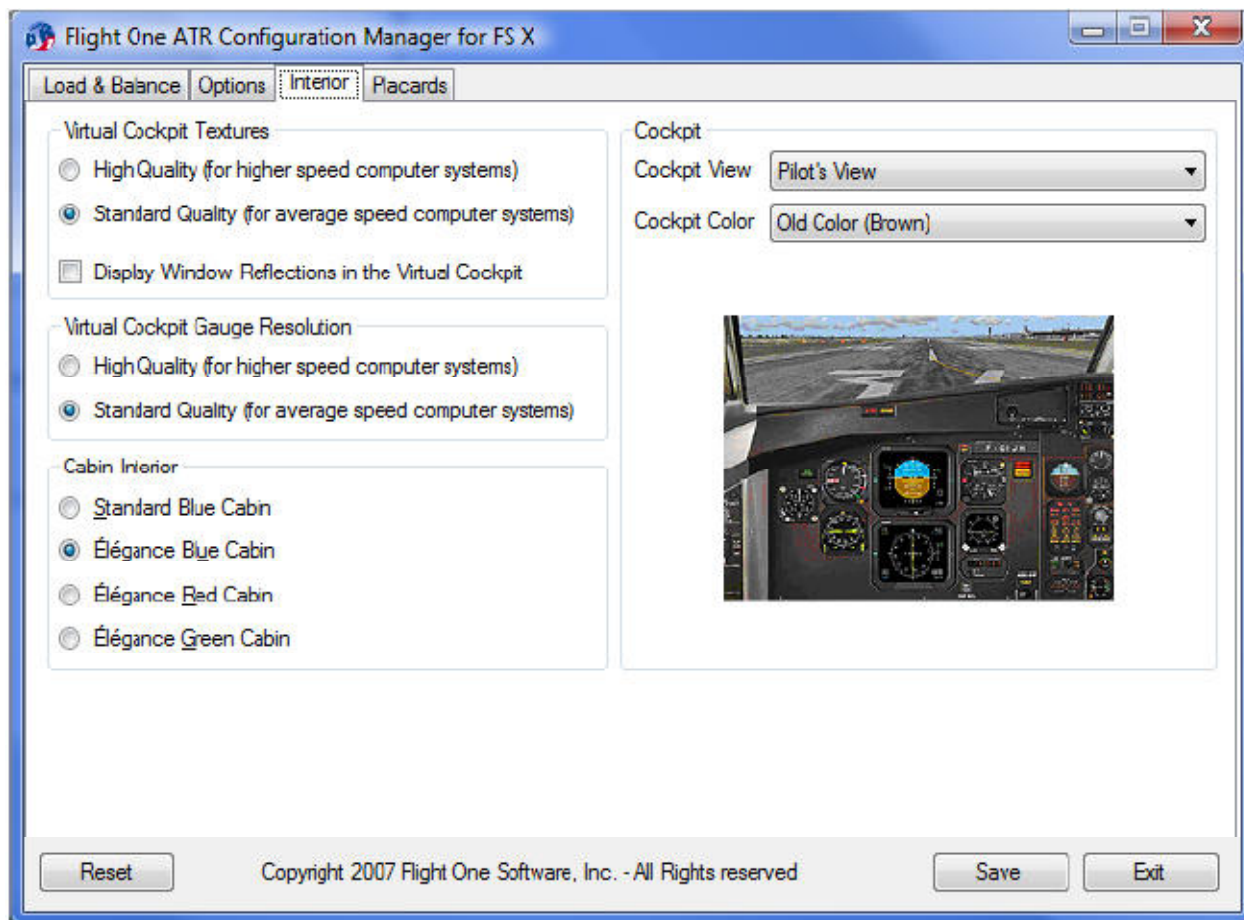 Flight One ATR Configuration Manager for FS X
Load & Balance Options Interior Placards
Virtual Cockpit Textures
High Quality (for higher speed computer systems)
Standard Quality (for average speed computer systems)
Display Window Reflections in the Virtual Cockpit
Virtual Cockpit Gauge Resolution
High Quality (for higher speed computer systems)
Standard Quality (for average speed computer systems)
Cabin Interior
Standard Blue Cabin
Élégance Blue Cabin
Élégance Red Cabin
Élégance Green Cabin
Cockpit
Cockpit View Pilot's View
Cockpit Color Old Color (Brown)
Reset Copyright 2007 Flight One Software, Inc. - All Rights reserved Save Exit